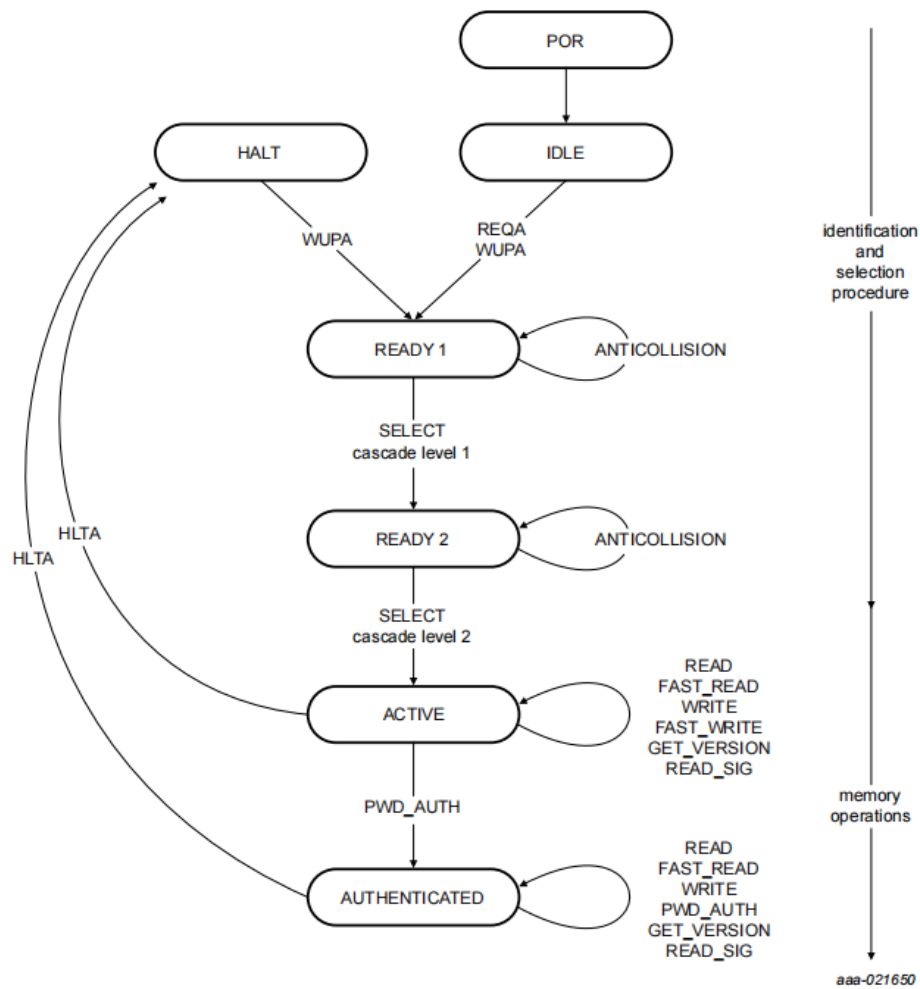 POR
HALT
IDLE
WUPA
REQA
WUPA
identification
and
selection
procedure
READY 1
ANTICOLLISION
SELECT
cascade level 1
READY 2
ANTICOLLISION
HLTA
HLTA
SELECT
cascade level 2
READ
FAST_READ
WRITE
FAST_WRITE
GET_VERSION
READ_SIG
ACTIVE
memory
operations
PWD_AUTH
READ
FAST_READ
WRITE
PWD_AUTH
GET_VERSION
READ_SIG
AUTHENTICATED
aaa-021650